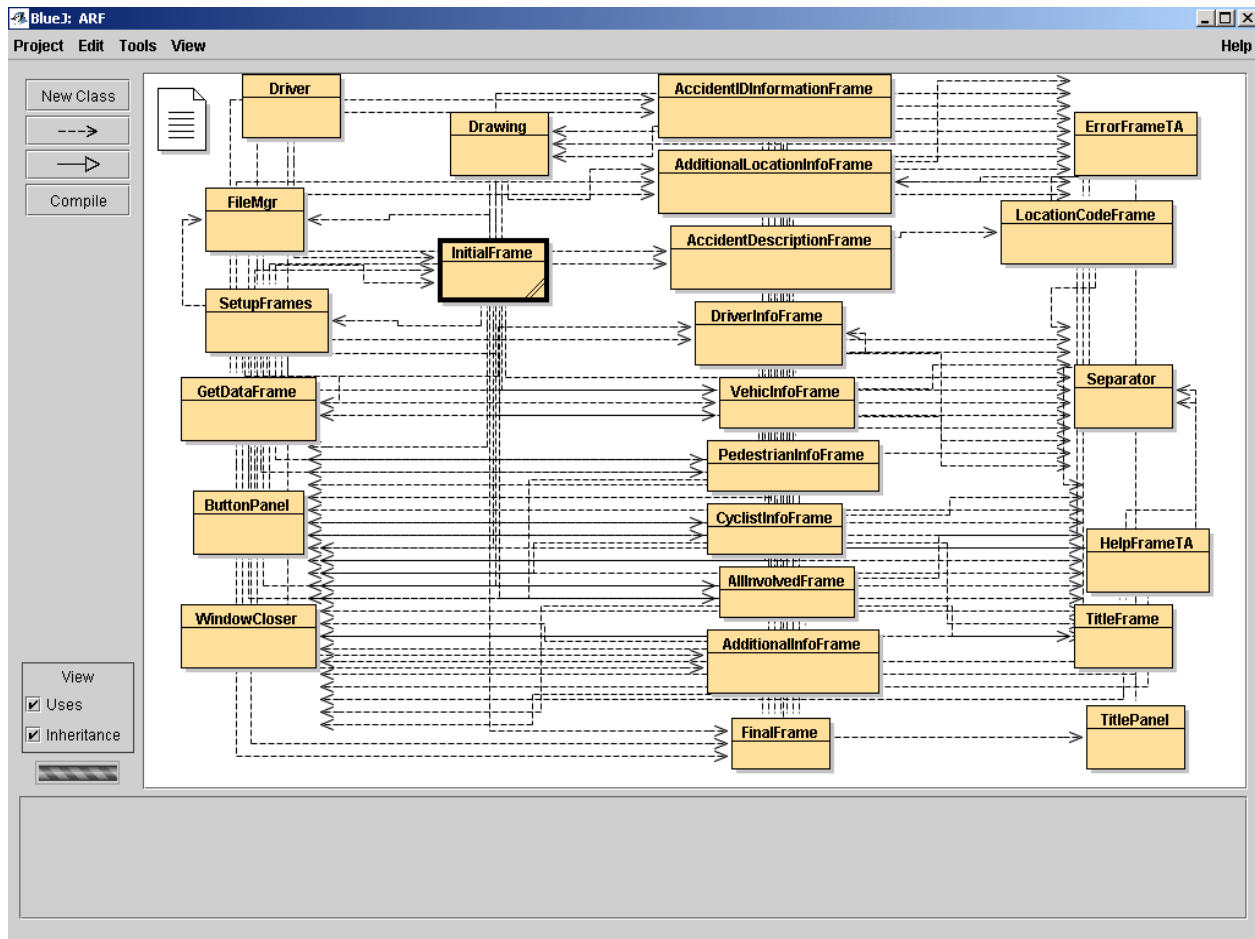 BlueJ: ARF
Project Edit Tools View Help
New Class
Compile
View
Uses
Inheritance
Driver
Drawing
FileMgr
InitialFrame
SetupFrames
GetDataFrame
ButtonPanel
WindowCloser
AccidentIDInformationFrame
AdditionalLocationInfoFrame
AccidentDescriptionFrame
DriverInfoFrame
VehicInfoFrame
PedestrianInfoFrame
CyclistInfoFrame
AllInvolvedFrame
AdditionalInfoFrame
FinalFrame
ErrorFrameTA
LocationCodeFrame
Separator
HelpFrameTA
TitleFrame
TitlePanel